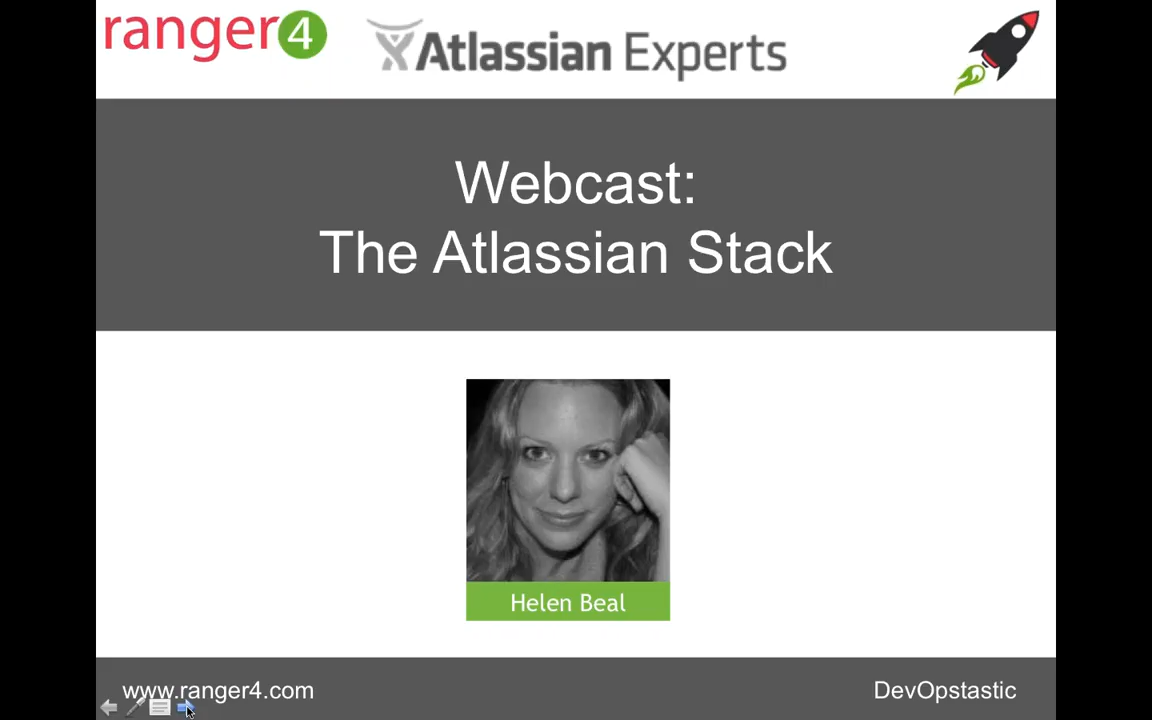 ranger4
Atlassian Experts
Webcast:
The Atlassian Stack
Helen Beal
www.ranger4.com
DevOpstastic